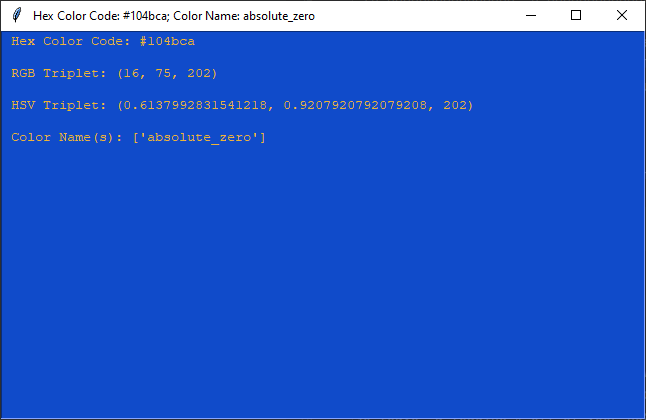 Hex Color Code: #104bca; Color Name: absolute_zero
Hex Color Code: #104bca
RGB Triplet: (16, 75, 202)
HSV Triplet: (0.6137992831541218, 0.9207920792079208, 202)
Color Name(s): ['absolute_zero']